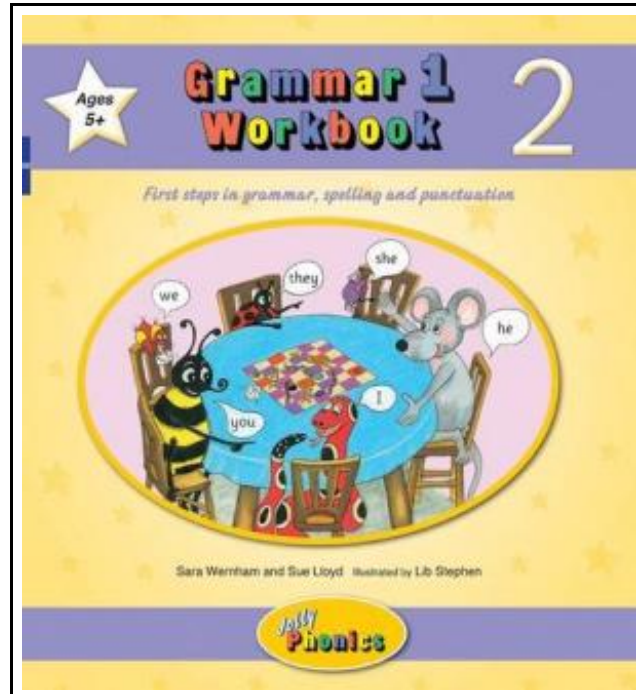 Ages
5+
Grammar 1
Workbook
2
First steps in grammar, spelling and punctuation
she
they
we
he
I
you
Sara Wernham and Sue Lloyd Illustrated by Lib Stephen
Jolly
Phonics